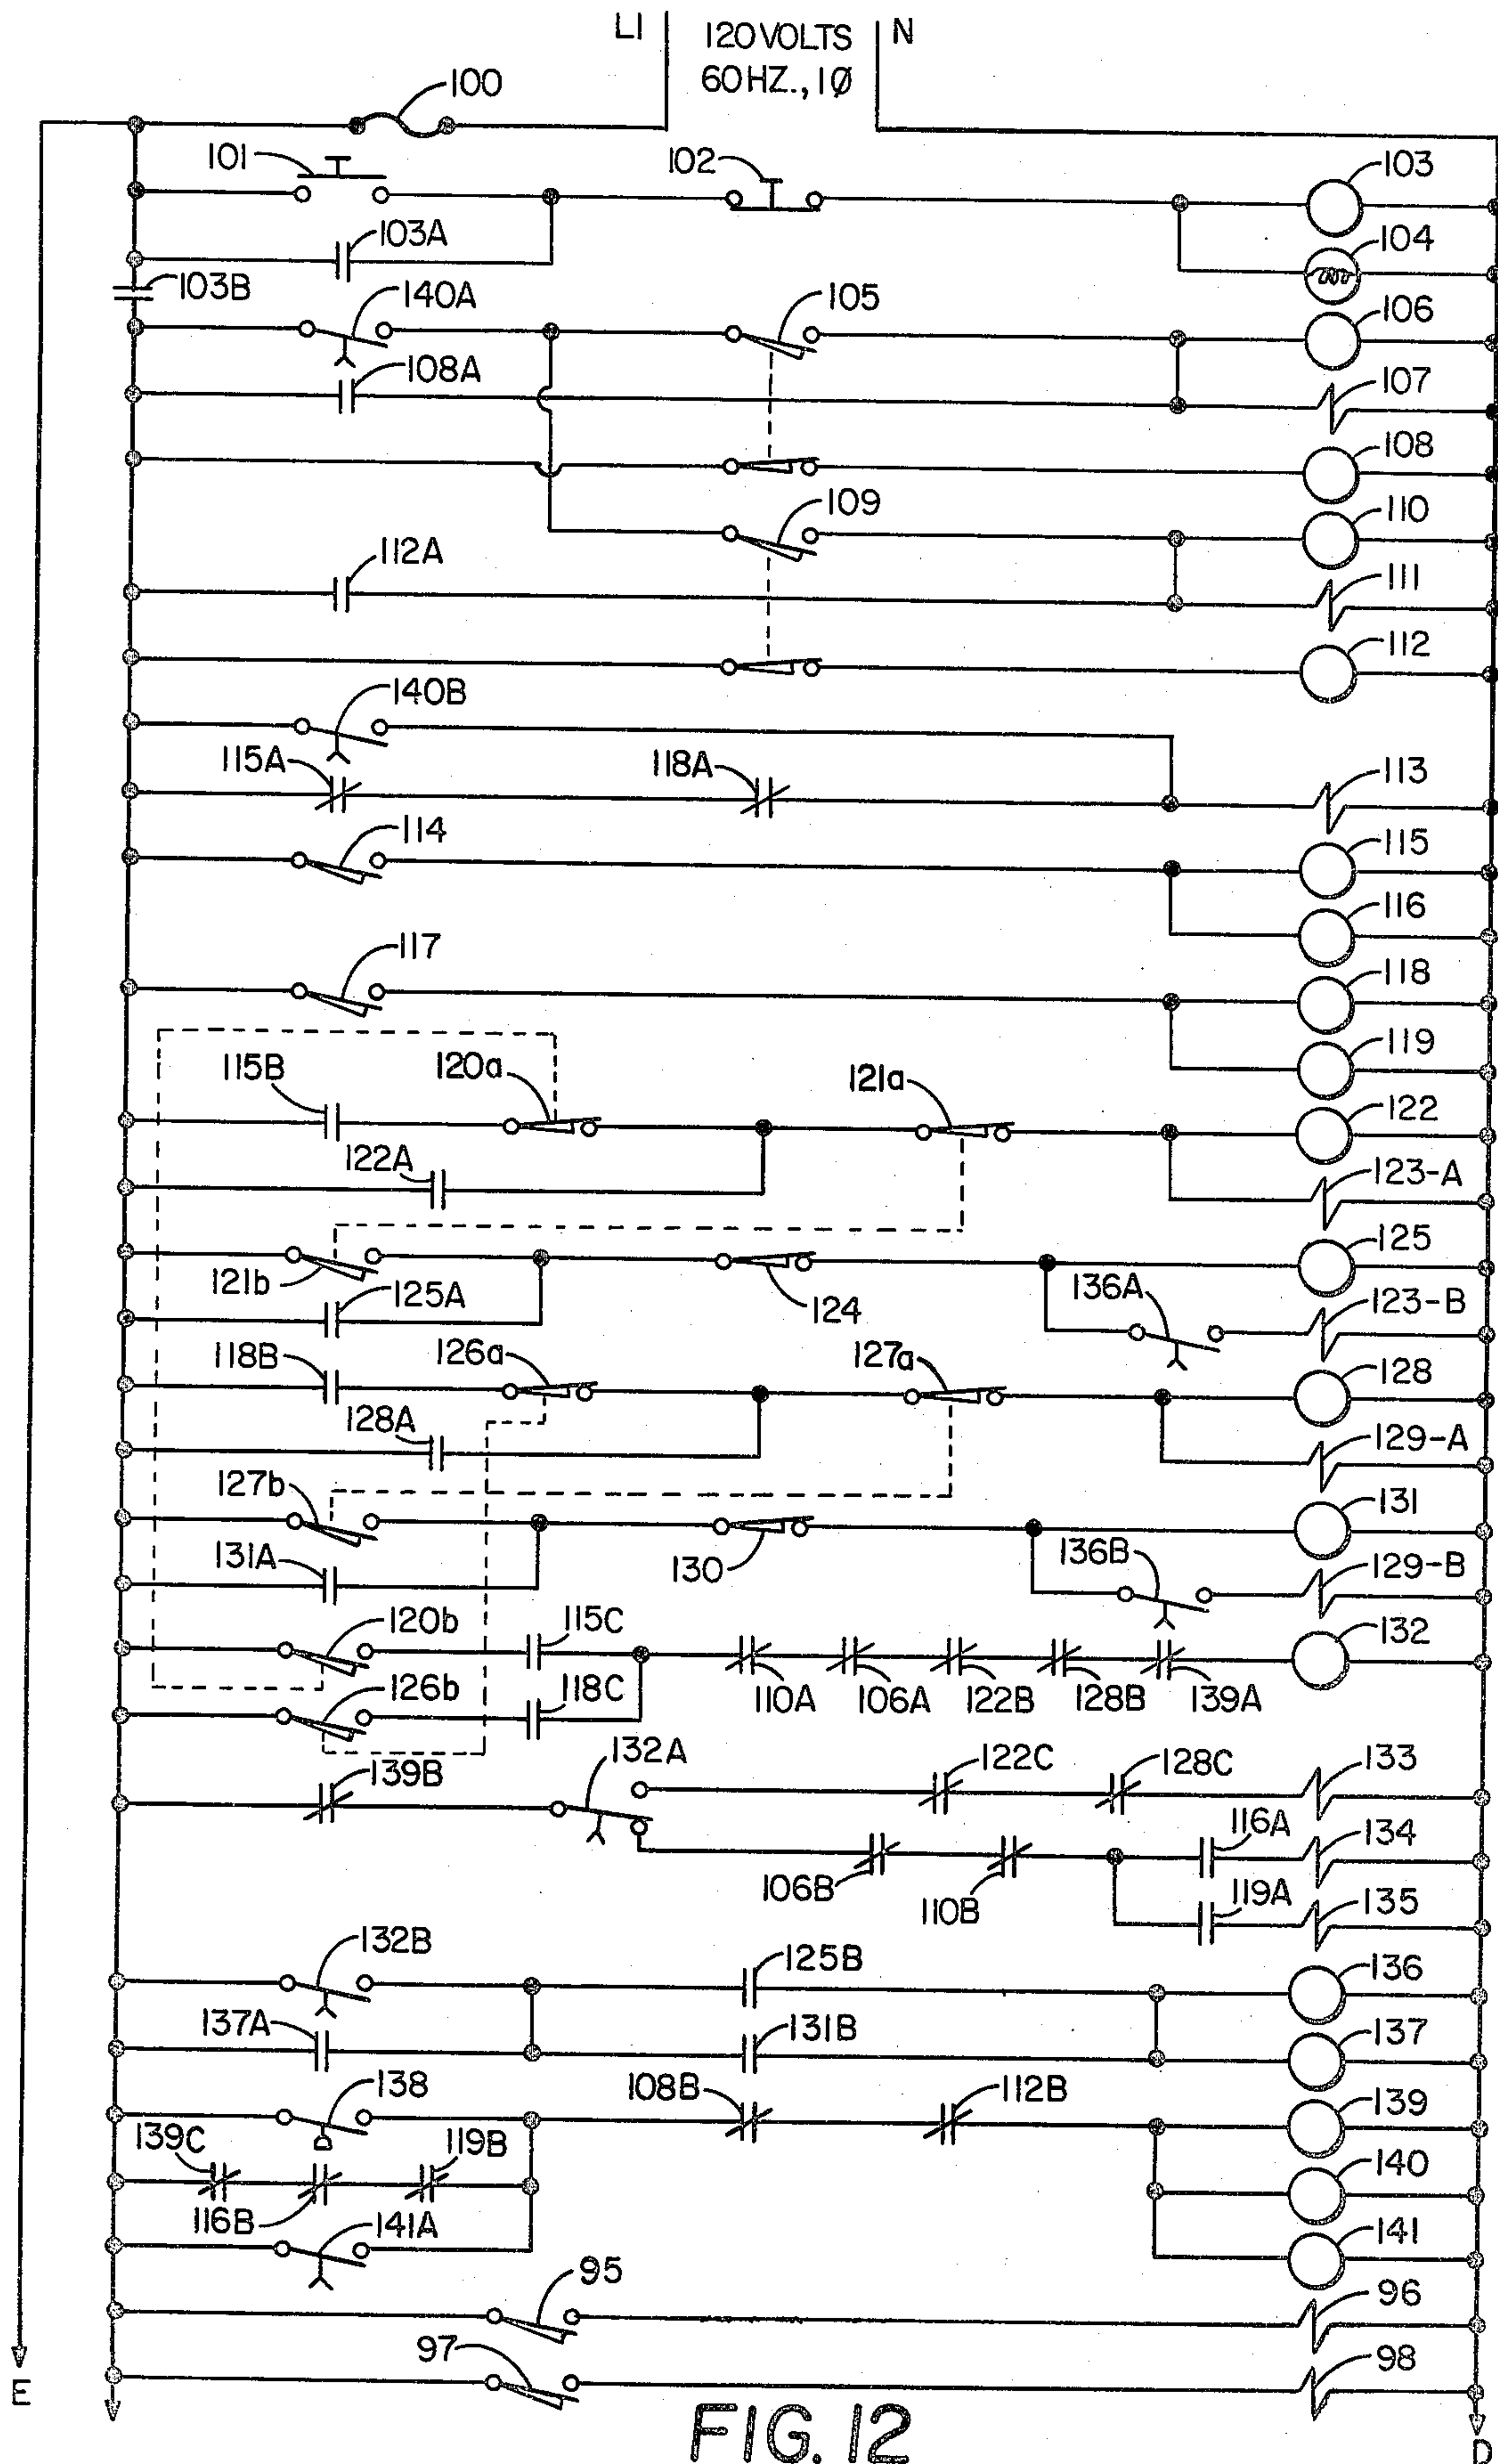 L1 120 VOLTS N
60HZ., 1Ø
100
101 102 103
103A 104
103B 140A 105 106
108A 107
108
109 110
112A 111
112
140B
115A 118A 113
114 115
116
117 118
119
115B 120a 121a 122
122A 123-A
121b 125A 124 136A 125
123-B
118B 126a 127a 128
128A 129-A
127b 131
131A 130 136B 129-B
120b 115C 132
126b 118C 110A 106A 122B 128B 139A
139B 132A 122C 128C 133
106B 110B 116A 134
119A 135
132B 125B 136
137A 131B 137
138 108B 112B 139
139C 116B 119B 140
141A 141
95 96
97 98
E D
FIG. 12